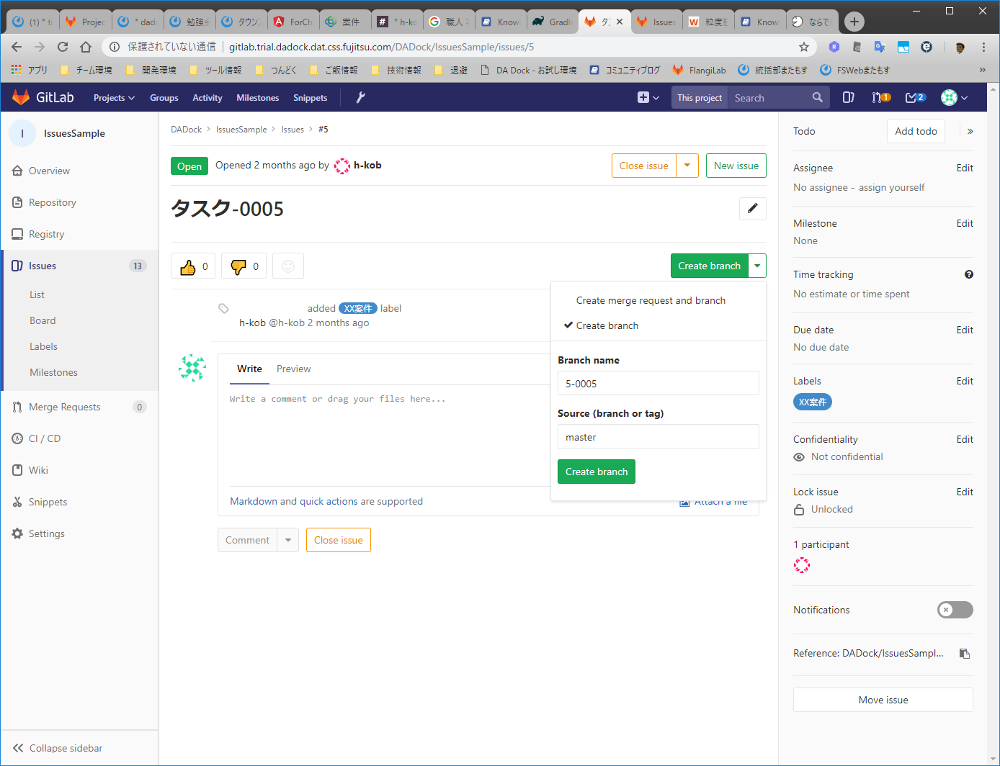 (1) * ti
Projec
* dado
勉強会
タウン
ForCh
案件
* h-ko
職人
Knowl
Gradle
タ
Issues
粒度を
Knowl
ならで
保護されていない通信 gitlab.trial.dadock.dat.css.fujitsu.com/DADock/IssuesSample/issues/5
アプリ チーム環境 開発環境 ツール情報 つんどく ご飯情報 技術情報 退避 DA Dock - お試し環境 コミュニティブログ FlangiLab 統括部またもす FSWebまたもす »
GitLab Projects Groups Activity Milestones Snippets This project Search 1 2
I IssuesSample
Overview
Repository
Registry
Issues 13
List
Board
Labels
Milestones
Merge Requests 0
CI / CD
Wiki
Snippets
Settings
Collapse sidebar
DADock > IssuesSample > Issues > #5
Open Opened 2 months ago by h-kob Close issue New issue
タスク-0005
0 0 Create branch
added XX案件 label
h-kob @h-kob 2 months ago
Create merge request and branch
Create branch
Branch name
5-0005
Source (branch or tag)
master
Create branch
Write Preview
Write a comment or drag your files here...
Markdown and quick actions are supported Attach a file
Comment Close issue
Todo Add todo »
Assignee Edit
No assignee - assign yourself
Milestone Edit
None
Time tracking
No estimate or time spent
Due date Edit
No due date
Labels Edit
XX案件
Confidentiality Edit
Not confidential
Lock issue Edit
Unlocked
1 participant
Notifications
Reference: DADock/IssuesSampl...
Move issue